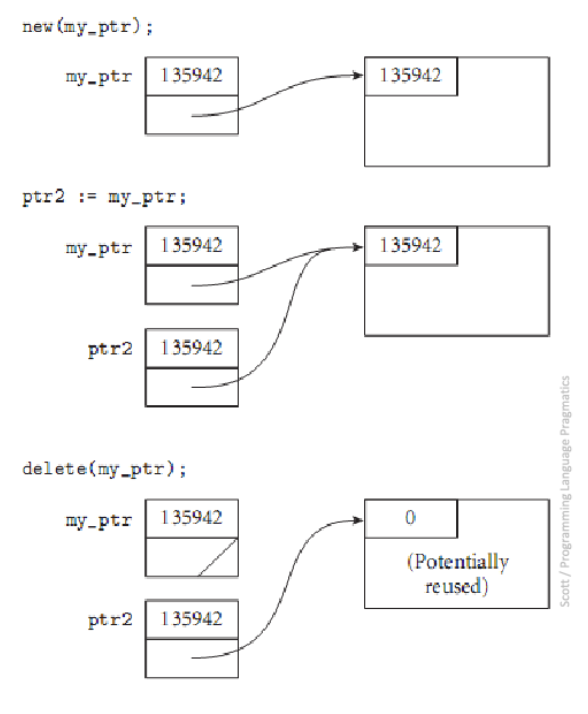 new(my_ptr);
my_ptr 135942 135942
ptr2 := my_ptr;
my_ptr 135942 135942
ptr2 135942
delete(my_ptr);
my_ptr 135942 0
(Potentially
reused)
ptr2 135942
Scott / Programming Language Pragmatics